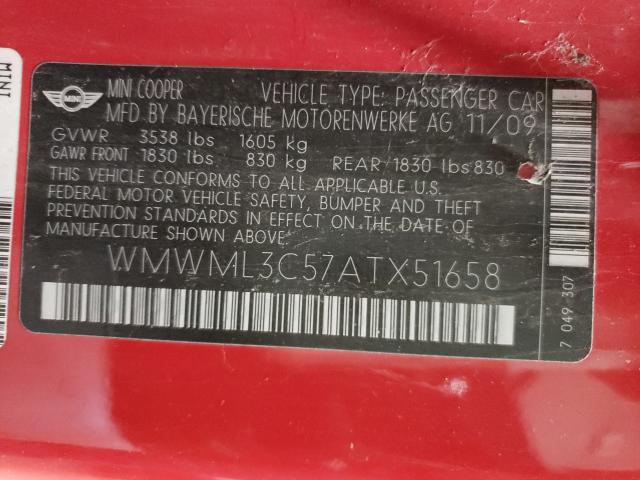 MINI
MINI
MINI COOPER VEHICLE TYPE: PASSENGER CAR
MFD BY BAYERISCHE MOTORENWERKE AG 11/09
GVWR 3538 lbs 1605 kg
GAWR FRONT 1830 lbs 830 kg REAR 1830 lbs 830
THIS VEHICLE CONFORMS TO ALL APPLICABLE U.S.
FEDERAL MOTOR VEHICLE SAFETY, BUMPER AND THEFT
PREVENTION STANDARDS IN EFFECT ON THE DATE OF
MANUFACTURE SHOWN ABOVE
WMWML3C57ATX51658
7 049 307